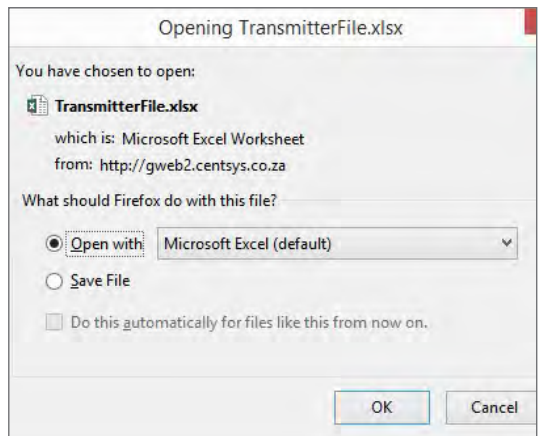 Opening TransmitterFile.xlsx
You have chosen to open:
TransmitterFile.xlsx
which is: Microsoft Excel Worksheet
from: http://gweb2.centsys.co.za
What should Firefox do with this file?
Open with Microsoft Excel (default)
Save File
Do this automatically for files like this from now on.
OK Cancel